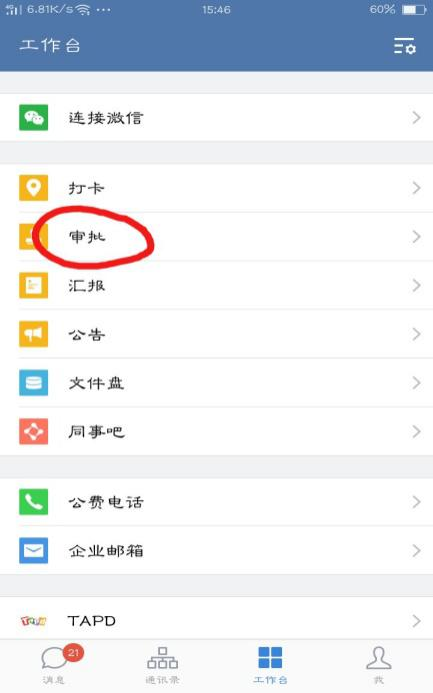 4G 6.81K/s 15:46 60%
工作台
连接微信
打卡
审批
汇报
公告
文件盘
同事吧
公费电话
企业邮箱
TAPD TAPD
21
消息 通讯录 工作台 我